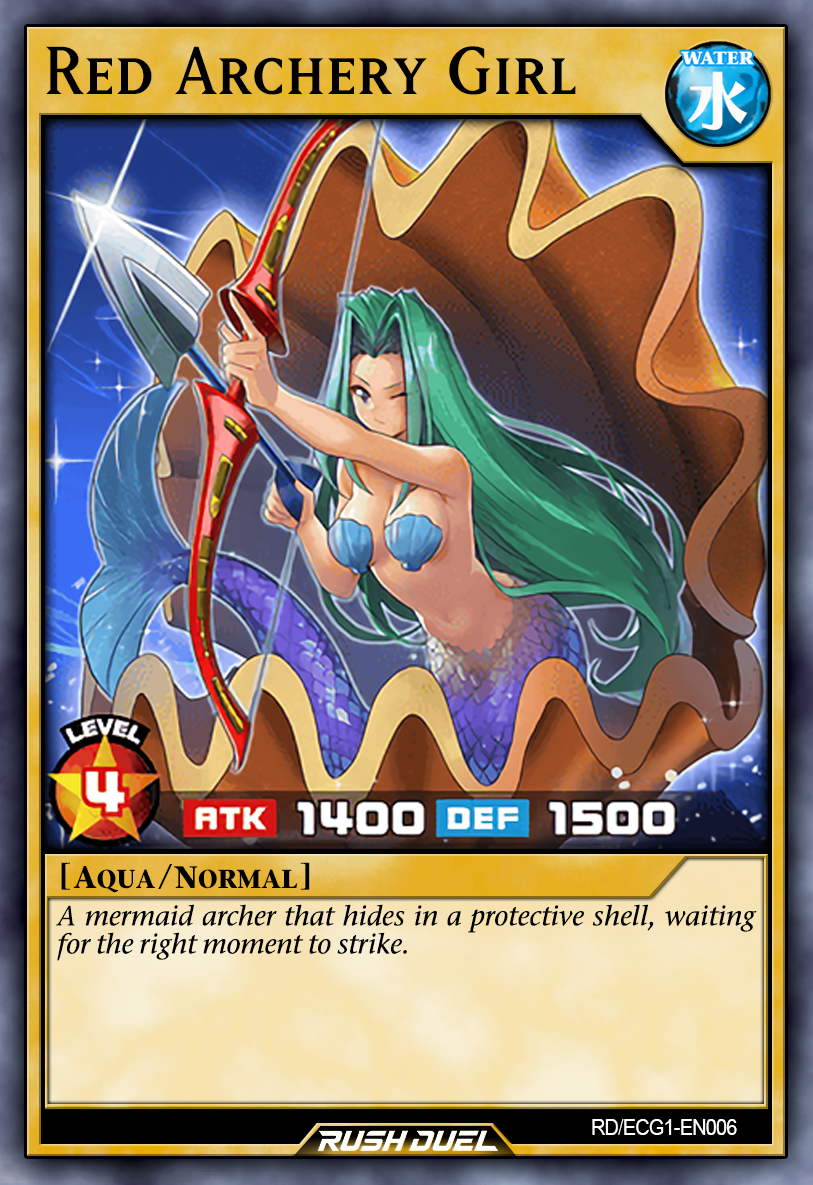 Red Archery Girl
WATER
水
LEVEL
4
ATK 1400 DEF 1500
[Aqua/Normal]
A mermaid archer that hides in a protective shell, waiting
for the right moment to strike.
RD/ECG1-EN006
RUSH DUEL